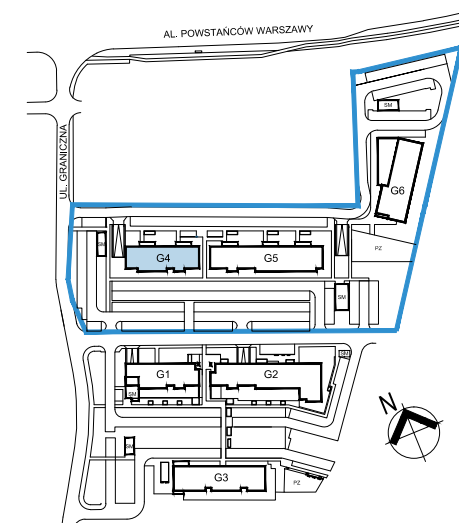 AL. POWSTAŃCÓW WARSZAWY
UL. GRANICZNA
SM
G6
SM
G4
G5
PZ
SM
SM
G1
G2
SM
SM
N
SM
G3
PZ